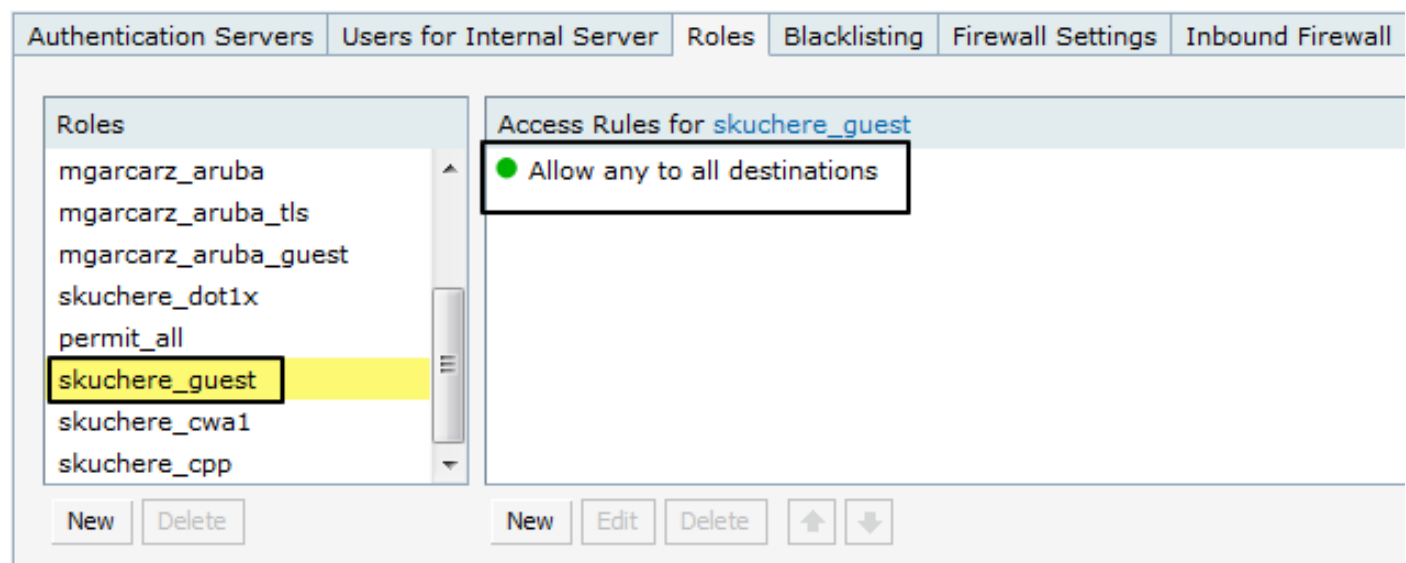 Authentication Servers Users for Internal Server Roles Blacklisting Firewall Settings Inbound Firewall
Roles
mgarcarz_aruba
mgarcarz_aruba_tls
mgarcarz_aruba_guest
skuchere_dot1x
permit_all
skuchere_guest
skuchere_cwa1
skuchere_cpp
New Delete
Access Rules for skuchere_guest
Allow any to all destinations
New Edit Delete